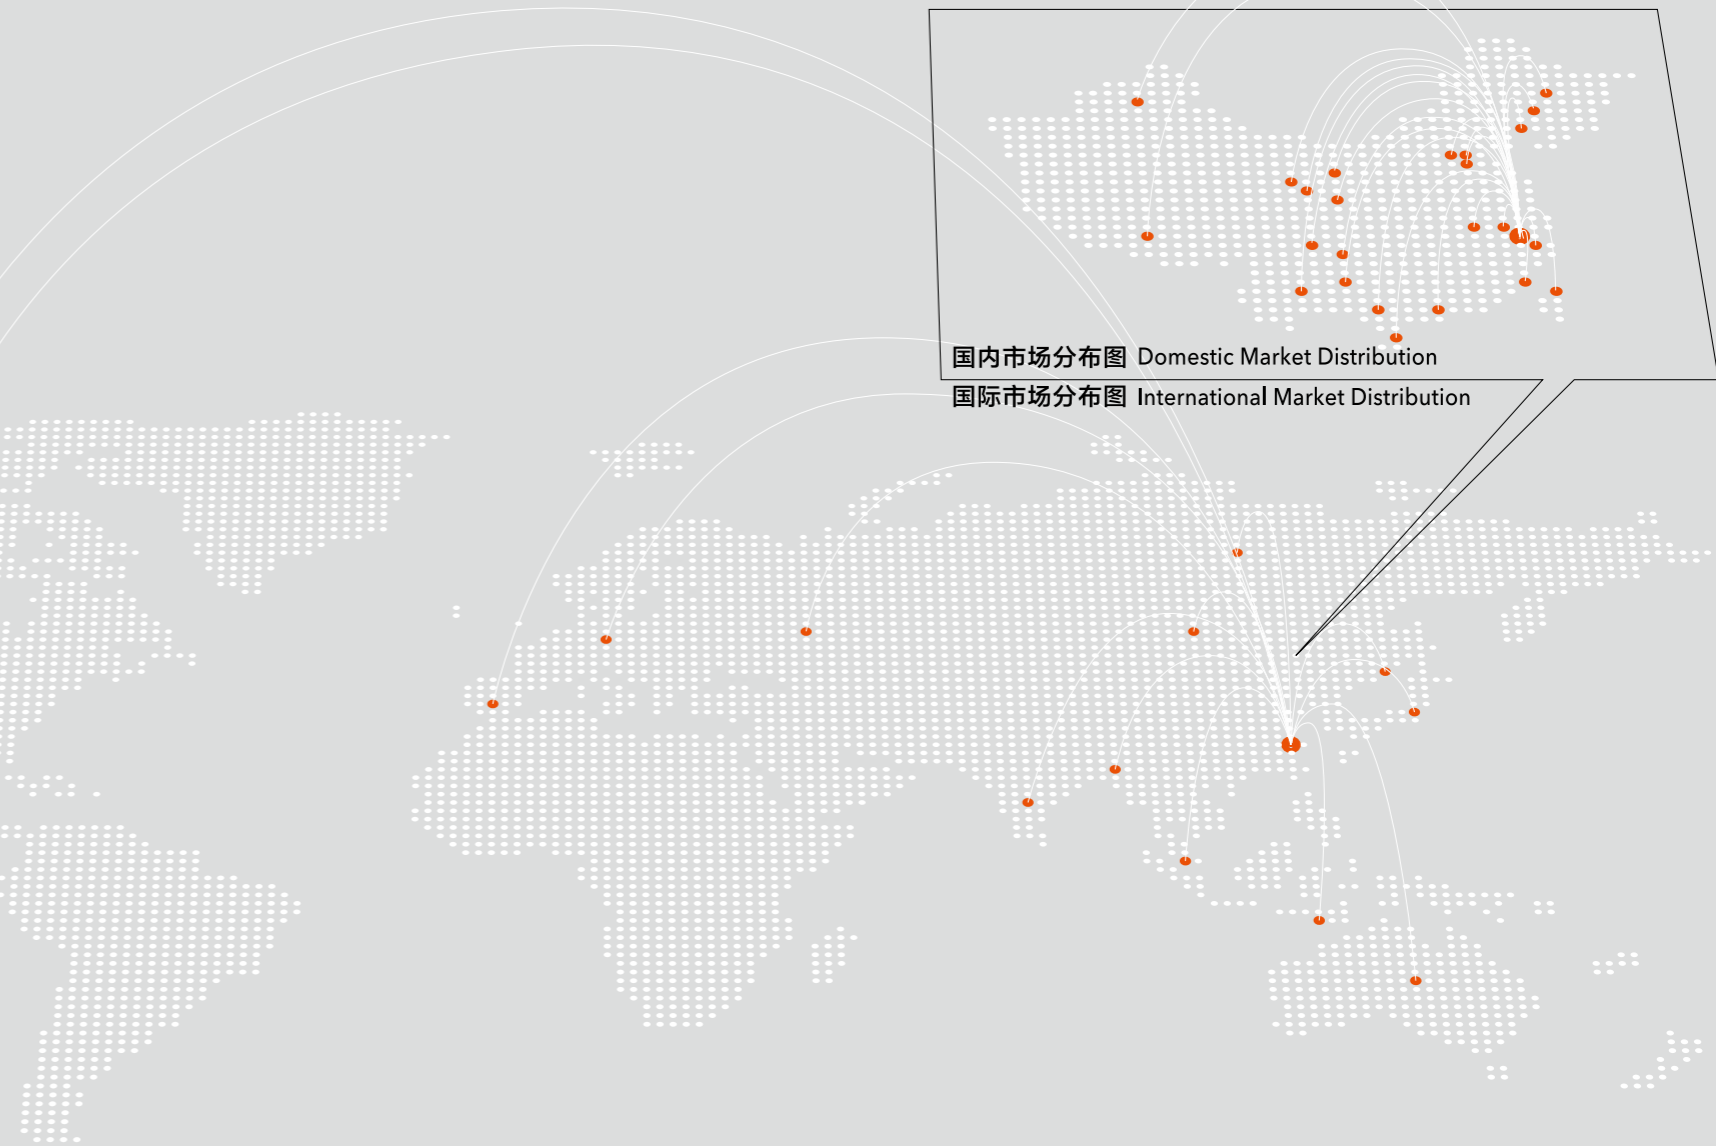 国内市场分布图 Domestic Market Distribution
国际市场分布图 International Market Distribution